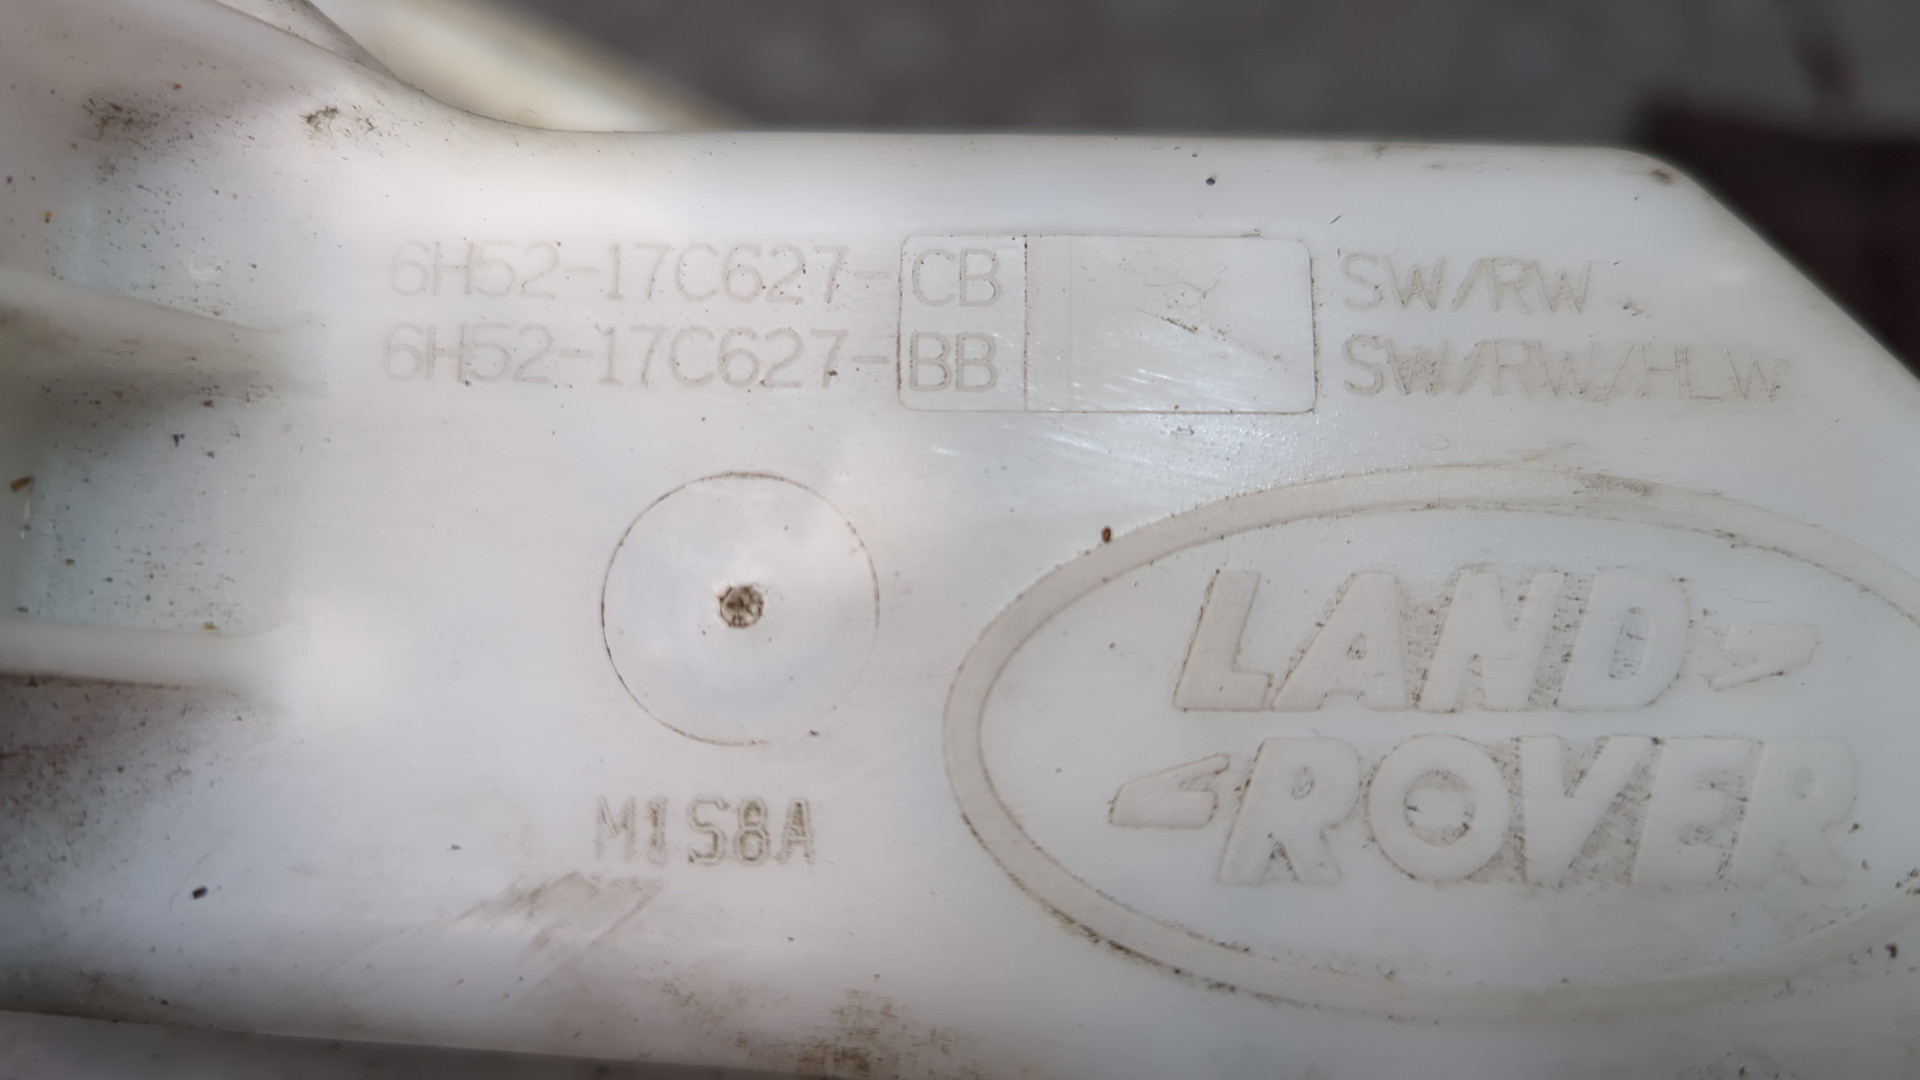 6H52-17C627-CB SW/RW
6H52-17C627-BB SW/RW/HLW
M1S8A
LAND
ROVER